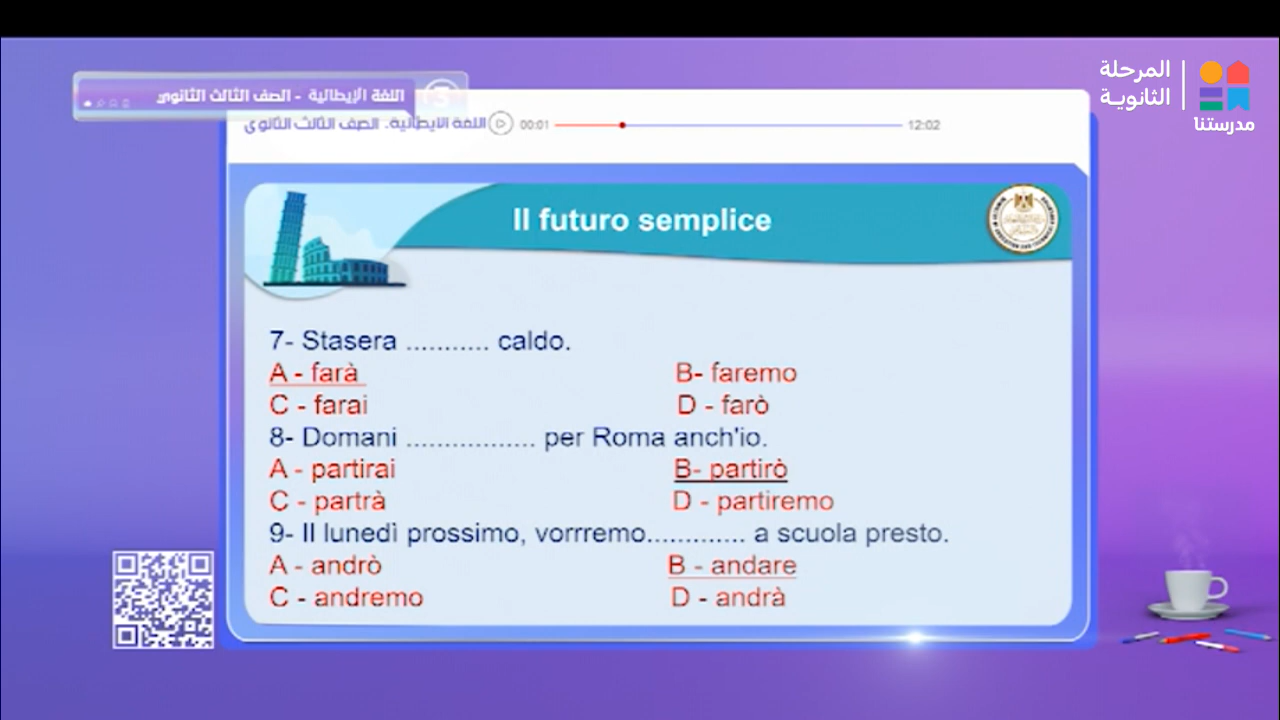 المرحلة
الثانوية
مدرستنا
اللغة الإيطالية - الصف الثالث الثانوي
اللغة الايطالية. الصف الثالث الثانوي
00:01
12:02
Il futuro semplice
7- Stasera ........... caldo.
A - farà
B- faremo
C - farai
D - farò
8- Domani ................. per Roma anch'io.
A - partirai
B- partirò
C - partrà
D - partiremo
9- Il lunedì prossimo, vorrremo............. a scuola presto.
A - andrò
B - andare
C - andremo
D - andrà